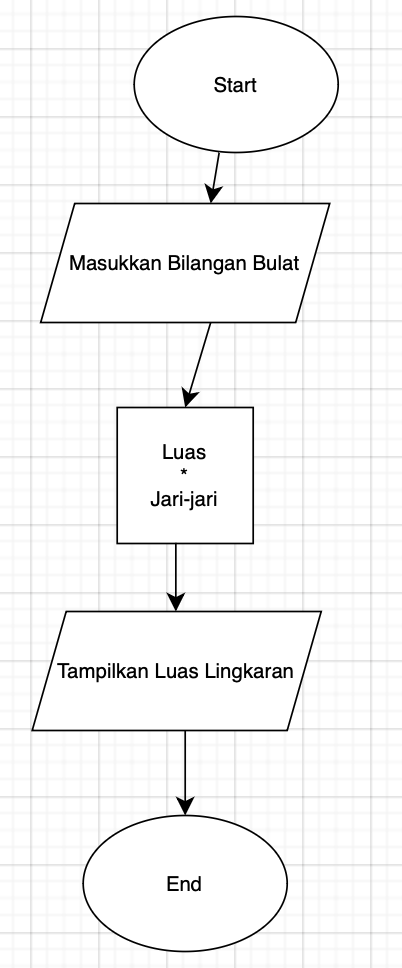 Start
Masukkan Bilangan Bulat
Luas
*
Jari-jari
Tampilkan Luas Lingkaran
End